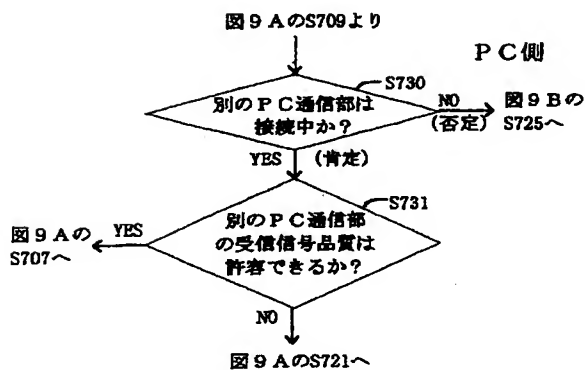 図9AのS709より
PC側
S730
別のPC通信部は
接続中か?
NO
(否定)
図9Bの
S725へ
YES (肯定)
S731
別のPC通信部
の受信信号品質は
許容できるか?
YES
図9Aの
S707へ
NO
図9AのS721へ